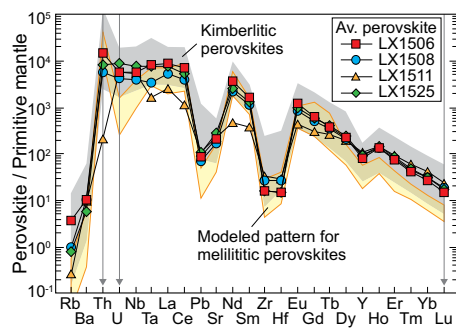 Perovskite / Primitive mantle
10^5
10^4
10^3
10^2
10^1
10^0
10^-1
Kimberlitic
perovskites
Av. perovskite
LX1506
LX1508
LX1511
LX1525
Modeled pattern for
melilititic perovskites
Rb Th Nb La Pb Nd Zr Eu Tb Y Er Yb
Ba U Ta Ce Sr Sm Hf Gd Dy Ho Tm Lu